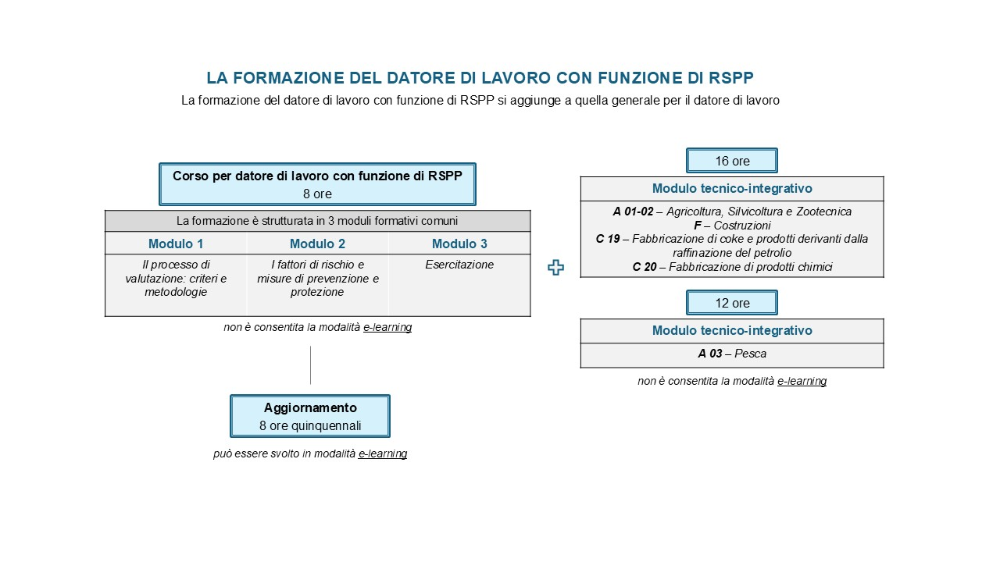 LA FORMAZIONE DEL DATORE DI LAVORO CON FUNZIONE DI RSPP
La formazione del datore di lavoro con funzione di RSPP si aggiunge a quella generale per il datore di lavoro
Corso per datore di lavoro con funzione di RSPP
8 ore
La formazione è strutturata in 3 moduli formativi comuni
Modulo 1
Il processo di
valutazione: criteri e
metodologie
Modulo 2
I fattori di rischio e
misure di prevenzione e
protezione
Modulo 3
Esercitazione
non è consentita la modalità e-learning
Aggiornamento
8 ore quinquennali
può essere svolto in modalità e-learning
16 ore
Modulo tecnico-integrativo
A 01-02 – Agricoltura, Silvicoltura e Zootecnica
F – Costruzioni
C 19 – Fabbricazione di coke e prodotti derivanti dalla
raffinazione del petrolio
C 20 – Fabbricazione di prodotti chimici
12 ore
Modulo tecnico-integrativo
A 03 – Pesca
non è consentita la modalità e-learning